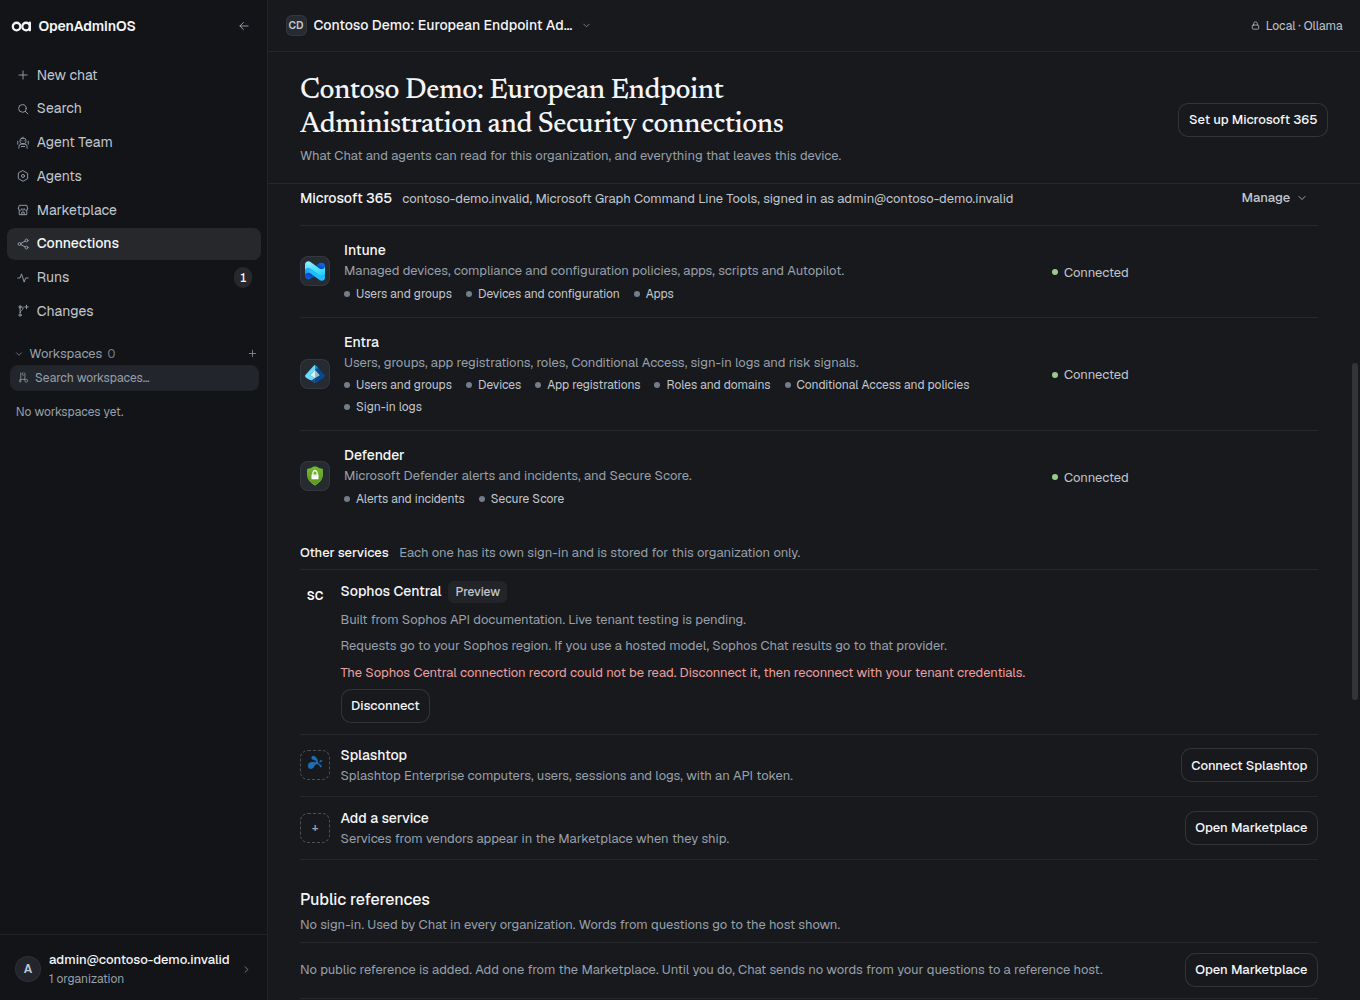 OpenAdminOS
New chat
Search
Agent Team
Agents
Marketplace
Connections
Runs 1
Changes
Workspaces 0
Search workspaces...
No workspaces yet.
A admin@contoso-demo.invalid
1 organization
CD Contoso Demo: European Endpoint Ad...
Local · Ollama
Contoso Demo: European Endpoint
Administration and Security connections
What Chat and agents can read for this organization, and everything that leaves this device.
Set up Microsoft 365
Microsoft 365 contoso-demo.invalid, Microsoft Graph Command Line Tools, signed in as admin@contoso-demo.invalid
Manage
Intune
Managed devices, compliance and configuration policies, apps, scripts and Autopilot.
Users and groups Devices and configuration Apps
Connected
Entra
Users, groups, app registrations, roles, Conditional Access, sign-in logs and risk signals.
Users and groups Devices App registrations Roles and domains Conditional Access and policies
Sign-in logs
Connected
Defender
Microsoft Defender alerts and incidents, and Secure Score.
Alerts and incidents Secure Score
Connected
Other services Each one has its own sign-in and is stored for this organization only.
SC Sophos Central Preview
Built from Sophos API documentation. Live tenant testing is pending.
Requests go to your Sophos region. If you use a hosted model, Sophos Chat results go to that provider.
The Sophos Central connection record could not be read. Disconnect it, then reconnect with your tenant credentials.
Disconnect
Splashtop
Splashtop Enterprise computers, users, sessions and logs, with an API token.
Connect Splashtop
Add a service
Services from vendors appear in the Marketplace when they ship.
Open Marketplace
Public references
No sign-in. Used by Chat in every organization. Words from questions go to the host shown.
No public reference is added. Add one from the Marketplace. Until you do, Chat sends no words from your questions to a reference host.
Open Marketplace